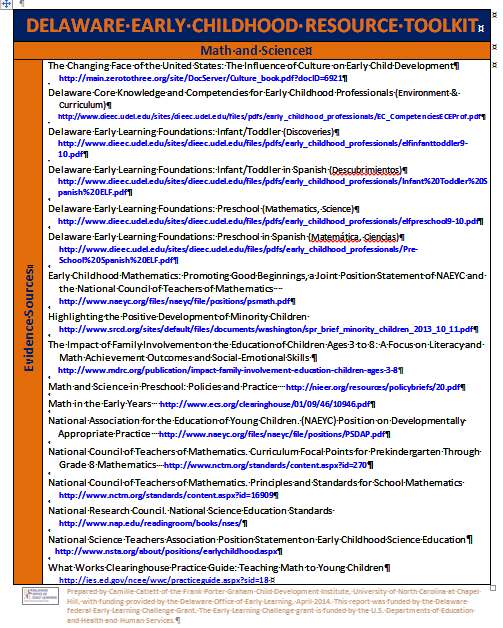 DELAWARE EARLY CHILDHOOD RESOURCE TOOLKIT
Math and Science
Evidence Sources
The Changing Face of the United States: The Influence of Culture on Early Child Development
http://main.zerotothree.org/site/DocServer/Culture_book.pdf?docID=6921
Delaware Core Knowledge and Competencies for Early Childhood Professionals (Environment &
Curriculum)
http://www.dieec.udel.edu/sites/dieec.udel.edu/files/pdfs/early_childhood_professionals/EC_CompetenciesECEProf.pdf
Delaware Early Learning Foundations: Infant/Toddler (Discoveries)
http://www.dieec.udel.edu/sites/dieec.udel.edu/files/pdfs/early_childhood_professionals/elfinfanttoddler9-
10.pdf
Delaware Early Learning Foundations: Infant/Toddler in Spanish (Descubrimientos)
http://www.dieec.udel.edu/sites/dieec.udel.edu/files/pdfs/early_childhood_professionals/Infant%20Toddler%20S
panish%20ELF.pdf
Delaware Early Learning Foundations: Preschool (Mathematics, Science)
http://www.dieec.udel.edu/sites/dieec.udel.edu/files/pdfs/early_childhood_professionals/elfpreschool9-10.pdf
Delaware Early Learning Foundations: Preschool in Spanish (Matemática, Ciencias)
http://www.dieec.udel.edu/sites/dieec.udel.edu/files/pdfs/early_childhood_professionals/Pre-
School%20Spanish%20ELF.pdf
Early Childhood Mathematics: Promoting Good Beginnings, a Joint Position Statement of NAEYC and
the National Council of Teachers of Mathematics --
http://www.naeyc.org/files/naeyc/file/positions/psmath.pdf
Highlighting the Positive Development of Minority Children
http://www.srcd.org/sites/default/files/documents/washington/spr_brief_minority_children_2013_10_11.pdf
The Impact of Family Involvement on the Education of Children Ages 3 to 8: A Focus on Literacy and
Math Achievement Outcomes and Social-Emotional Skills
http://www.mdrc.org/publication/impact-family-involvement-education-children-ages-3-8
Math and Science in Preschool: Policies and Practice -- http://nieer.org/resources/policybriefs/20.pdf
Math in the Early Years -- http://www.ecs.org/clearinghouse/01/09/46/10946.pdf
National Association for the Education of Young Children. (NAEYC) Position on Developmentally
Appropriate Practice -- http://www.naeyc.org/files/naeyc/file/positions/PSDAP.pdf
National Council of Teachers of Mathematics. Curriculum Focal Points for Prekindergarten Through
Grade 8 Mathematics -- http://www.nctm.org/standards/content.aspx?id=270
National Council of Teachers of Mathematics. Principles and Standards for School Mathematics
http://www.nctm.org/standards/content.aspx?id=16909
National Research Council. National Science Education Standards
http://www.nap.edu/readingroom/books/nses/
National Science Teachers Association Position Statement on Early Childhood Science Education
http://www.nsta.org/about/positions/earlychildhood.aspx
What Works Clearinghouse Practice Guide: Teaching Math to Young Children
http://ies.ed.gov/ncee/wwc/practiceguide.aspx?sid=18
Prepared by Camille Catlett of the Frank Porter Graham Child Development Institute, University of North Carolina at Chapel
Hill, with funding provided by the Delaware Office of Early Learning, April 2014. This report was funded by the Delaware
federal Early Learning Challenge Grant. The Early Learning Challenge grant is funded by the U.S. Departments of Education
and Health and Human Services.